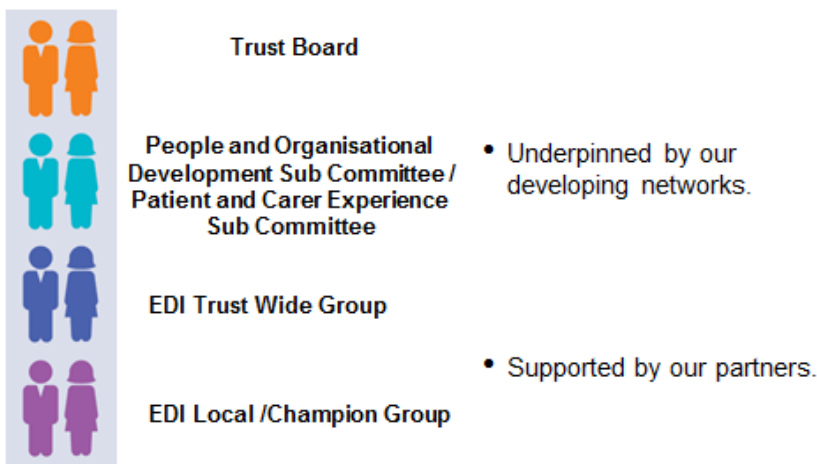 Trust Board
People and Organisational
Development Sub Committee /
Patient and Carer Experience
Sub Committee
EDI Trust Wide Group
EDI Local /Champion Group
• Underpinned by our
developing networks.
• Supported by our partners.